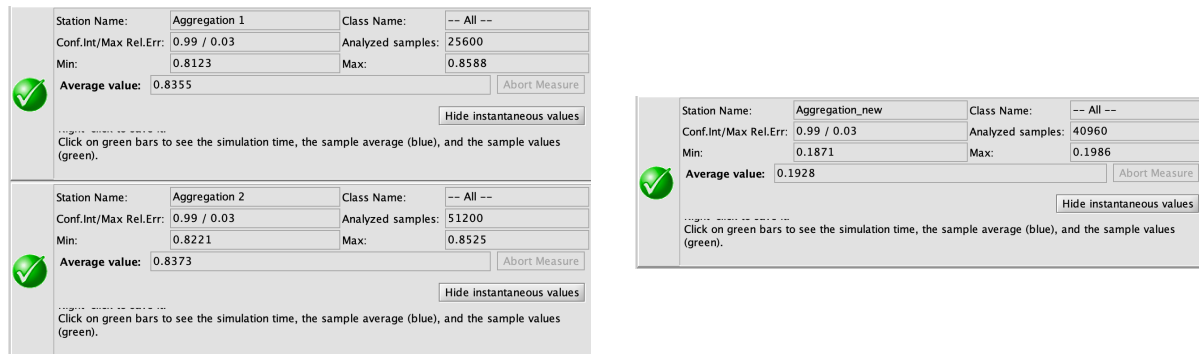 Station Name: Aggregation 1 Class Name: -- All --
Conf.Int/Max Rel.Err: 0.99 / 0.03 Analyzed samples: 25600
Min: 0.8123 Max: 0.8588
Average value: 0.8355 Abort Measure
Hide instantaneous values
Click on green bars to see the simulation time, the sample average (blue), and the sample values
(green).
Station Name: Aggregation 2 Class Name: -- All --
Conf.Int/Max Rel.Err: 0.99 / 0.03 Analyzed samples: 51200
Min: 0.8221 Max: 0.8525
Average value: 0.8373 Abort Measure
Hide instantaneous values
Click on green bars to see the simulation time, the sample average (blue), and the sample values
(green).
Station Name: Aggregation_new Class Name: -- All --
Conf.Int/Max Rel.Err: 0.99 / 0.03 Analyzed samples: 40960
Min: 0.1871 Max: 0.1986
Average value: 0.1928 Abort Measure
Hide instantaneous values
Click on green bars to see the simulation time, the sample average (blue), and the sample values
(green).